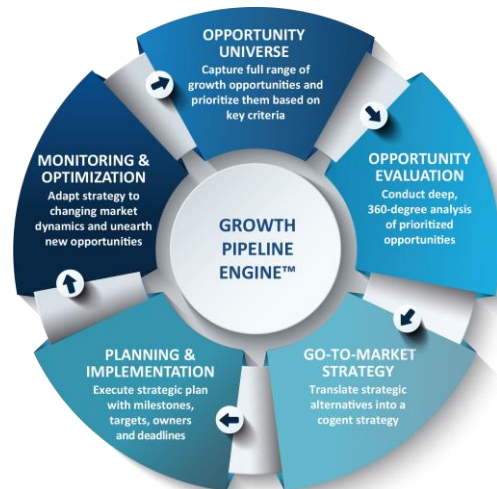 OPPORTUNITY
UNIVERSE
Capture full range of
growth opportunities and
prioritize them based on
key criteria
OPPORTUNITY
EVALUATION
Conduct deep,
360-degree analysis
of prioritized
opportunities
GO-TO-MARKET
STRATEGY
Translate strategic
alternatives into a
cogent strategy
PLANNING &
IMPLEMENTATION
Execute strategic plan
with milestones,
targets, owners
and deadlines
MONITORING &
OPTIMIZATION
Adapt strategy to
changing market
dynamics and unearth
new opportunities
GROWTH
PIPELINE
ENGINE™